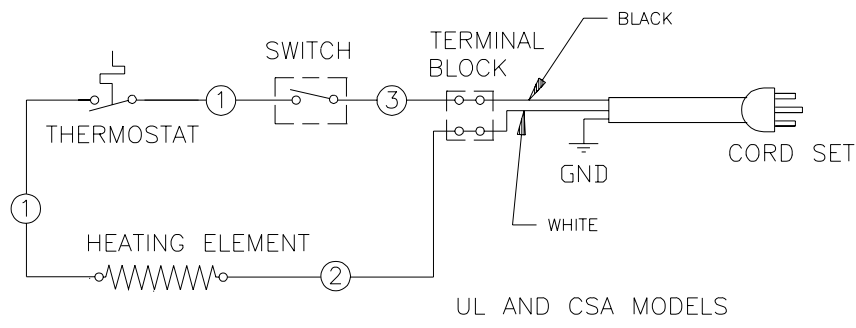 BLACK
TERMINAL
BLOCK
SWITCH
1
3
THERMOSTAT
CORD SET
GND
1
WHITE
HEATING ELEMENT
2
UL AND CSA MODELS